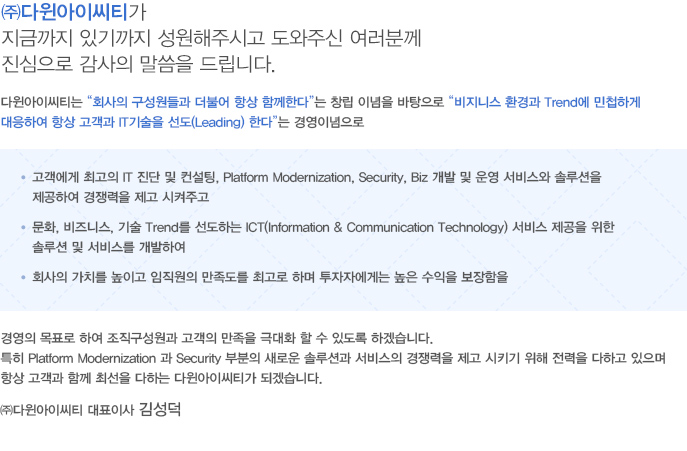 ㈜다윈아이씨티가
지금까지 있기까지 성원해주시고 도와주신 여러분께
진심으로 감사의 말씀을 드립니다.
다윈아이씨티는 “회사의 구성원들과 더불어 항상 함께한다”는 창립 이념을 바탕으로 “비지니스 환경과 Trend에 민첩하게
대응하여 항상 고객과 IT기술을 선도(Leading) 한다”는 경영이념으로
• 고객에게 최고의 IT 진단 및 컨설팅, Platform Modernization, Security, Biz 개발 및 운영 서비스와 솔루션을
제공하여 경쟁력을 제고 시켜주고
• 문화, 비즈니스, 기술 Trend를 선도하는 ICT(Information & Communication Technology) 서비스 제공을 위한
솔루션 및 서비스를 개발하여
• 회사의 가치를 높이고 임직원의 만족도를 최고로 하며 투자자에게는 높은 수익을 보장함을
경영의 목표로 하여 조직구성원과 고객의 만족을 극대화 할 수 있도록 하겠습니다.
특히 Platform Modernization 과 Security 부분의 새로운 솔루션과 서비스의 경쟁력을 제고 시키기 위해 전력을 다하고 있으며
항상 고객과 함께 최선을 다하는 다윈아이씨티가 되겠습니다.
㈜다윈아이씨티 대표이사 김성덕